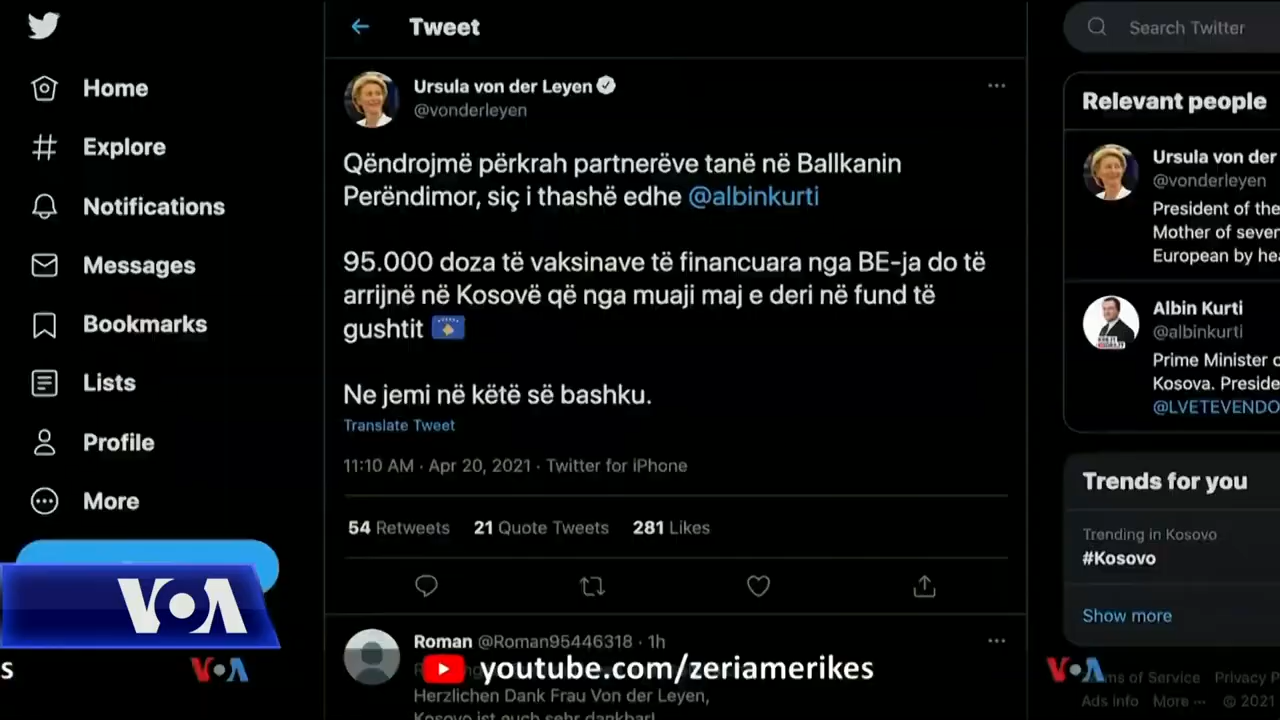 Tweet
Search Twitter
Home
Explore
Notifications
Messages
Bookmarks
Lists
Profile
More
Ursula von der Leyen
@vonderleyen
Qëndrojmë përkrah partnerëve tanë në Ballkanin
Perëndimor, siç i thashë edhe @albinkurti
95.000 doza të vaksinave të financuara nga BE-ja do të
arrijnë në Kosovë që nga muaji maj e deri në fund të
gushtit
Ne jemi në këtë së bashku.
Translate Tweet
11:10 AM · Apr 20, 2021 · Twitter for iPhone
54 Retweets 21 Quote Tweets 281 Likes
Roman @Roman95446318 · 1h
Herzlichen Dank Frau Von der Leyen,
Kosovo ist auch sehr dankbar!
Relevant people
Ursula von der
@vonderleyen
President of the
Mother of seven
European by
Albin Kurti
@albinkurti
Prime Minister
Kosova.
@LVETEVENDO
Trends for you
Trending in Kosovo
#Kosovo
Show more
of Service Privacy
Ads info More ··· © 2021
VOA
s
VOA
youtube.com/zeriamerikes
VOA